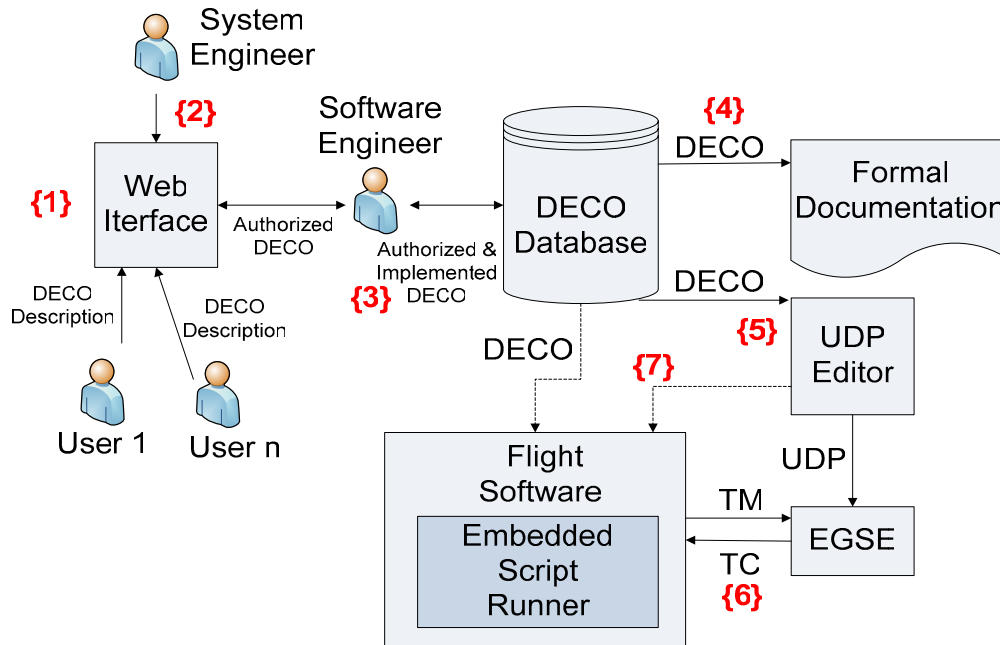 System
Engineer
{2}
Software
Engineer
{4}
DECO
Formal
Documentation
{1}
Web
Iterface
Authorized
DECO
DECO
Database
Authorized &
Implemented
DECO
{3}
DECO
Description
DECO
Description
User 1
User n
DECO
{5}
UDP
Editor
DECO
{7}
UDP
Flight
Software
Embedded
Script
Runner
TM
TC
{6}
EGSE